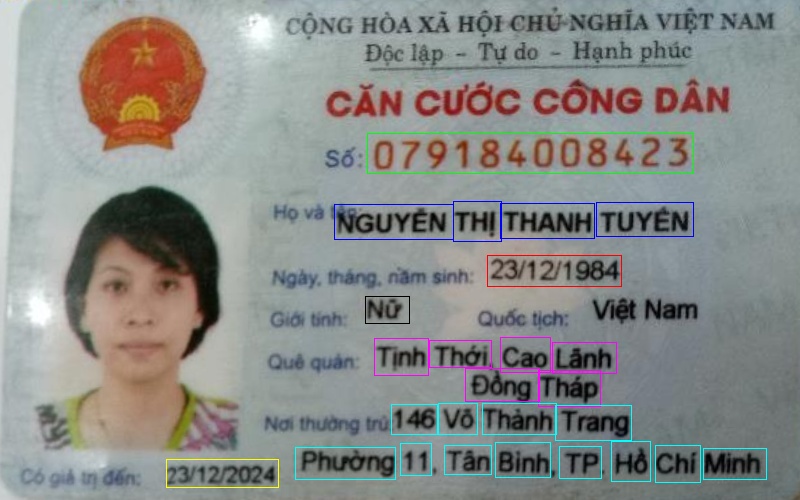 CỘNG HÒA XÃ HỘI CHỦ NGHĨA VIỆT NAM
Độc lập - Tự do - Hạnh phúc
CĂN CƯỚC CÔNG DÂN
Số: 079184008423
Họ và tên: NGUYỄN THỊ THANH TUYỀN
Ngày, tháng, năm sinh: 23/12/1984
Giới tính: Nữ Quốc tịch: Việt Nam
Quê quán: Tịnh Thới, Cao Lãnh
Đồng Tháp
Nơi thường trú: 146 Võ Thành Trang
Phường 11, Tân Bình, TP. Hồ Chí Minh
Có giá trị đến: 23/12/2024